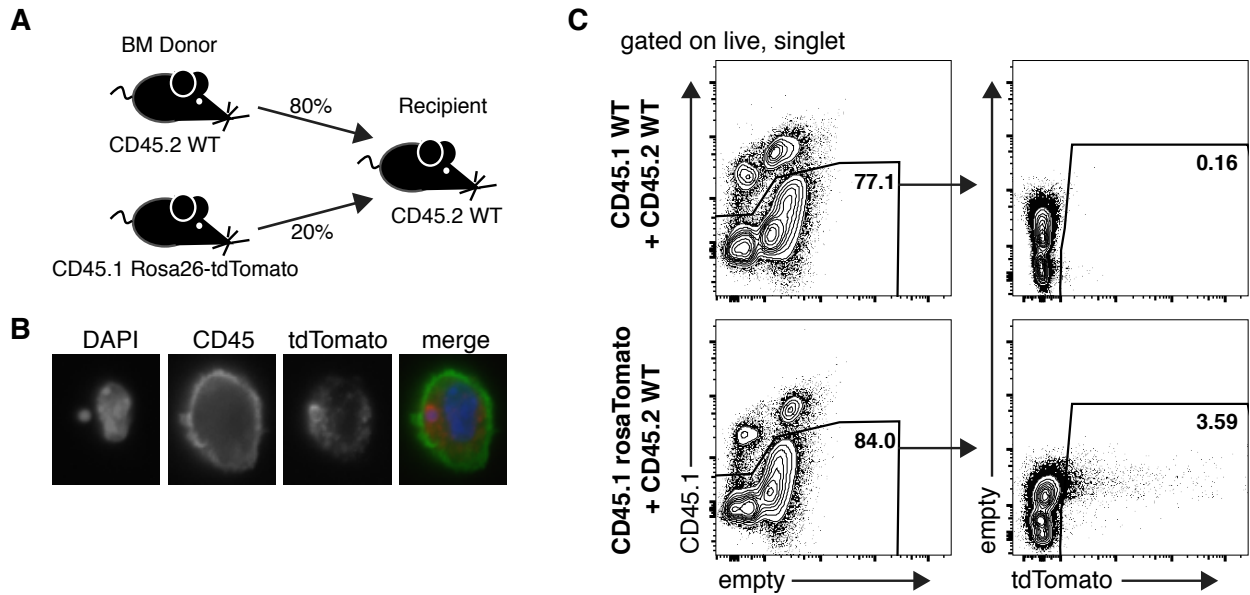 A
BM Donor
80%
Recipient
CD45.2 WT
CD45.2 WT
20%
CD45.1 Rosa26-tdTomato
B
DAPI
CD45
tdTomato
merge
C
gated on live, singlet
CD45.1 WT
+ CD45.2 WT
77.1
0.16
CD45.1 rosaTomato
+ CD45.2 WT
CD45.1
84.0
empty
3.59
empty
tdTomato